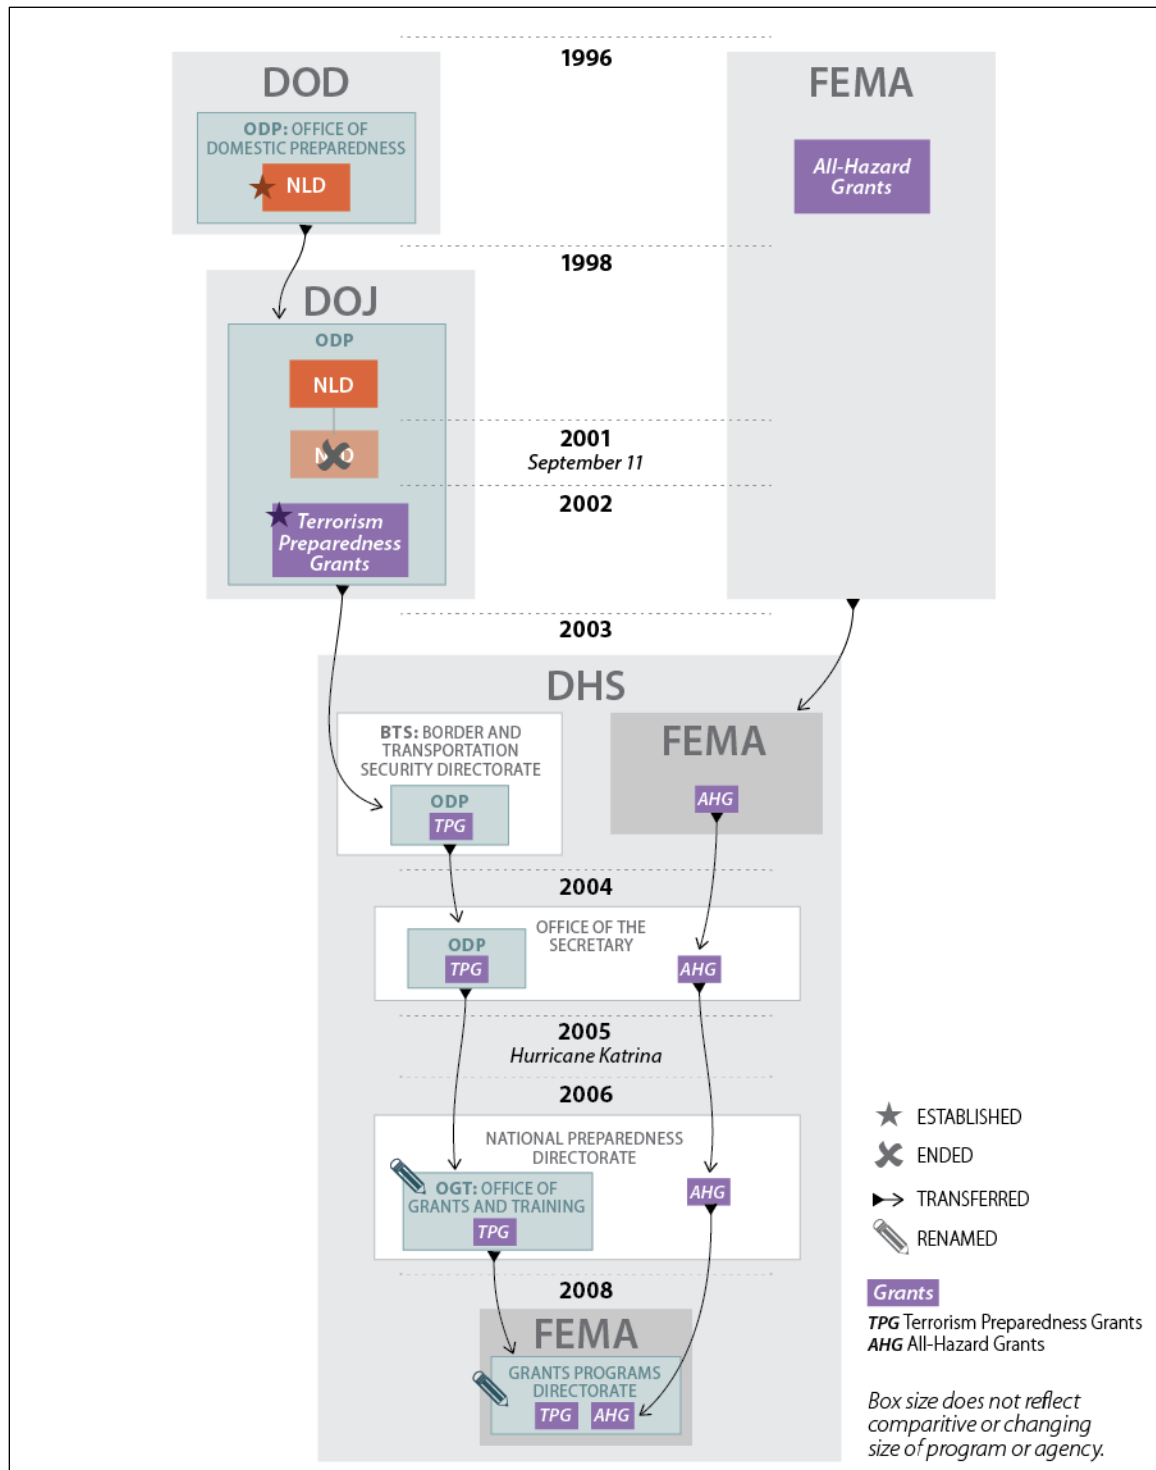 1996
DOD
ODP: OFFICE OF
DOMESTIC PREPAREDNESS
NLD
FEMA
All-Hazard
Grants
1998
DOJ
ODP
NLD
NLD
2001
September 11
2002
Terrorism
Preparedness
Grants
2003
DHS
BTS: BORDER AND
TRANSPORTATION
SECURITY DIRECTORATE
ODP
TPG
FEMA
AHG
2004
OFFICE OF THE
SECRETARY
ODP
TPG
AHG
2005
Hurricane Katrina
2006
NATIONAL PREPAREDNESS
DIRECTORATE
OGT: OFFICE OF
GRANTS AND TRAINING
TPG
AHG
2008
FEMA
GRANTS PROGRAMS
DIRECTORATE
TPG AHG
ESTABLISHED
ENDED
TRANSFERRED
RENAMED
Grants
TPG Terrorism Preparedness Grants
AHG All-Hazard Grants
Box size does not reflect
comparitive or changing
size of program or agency.